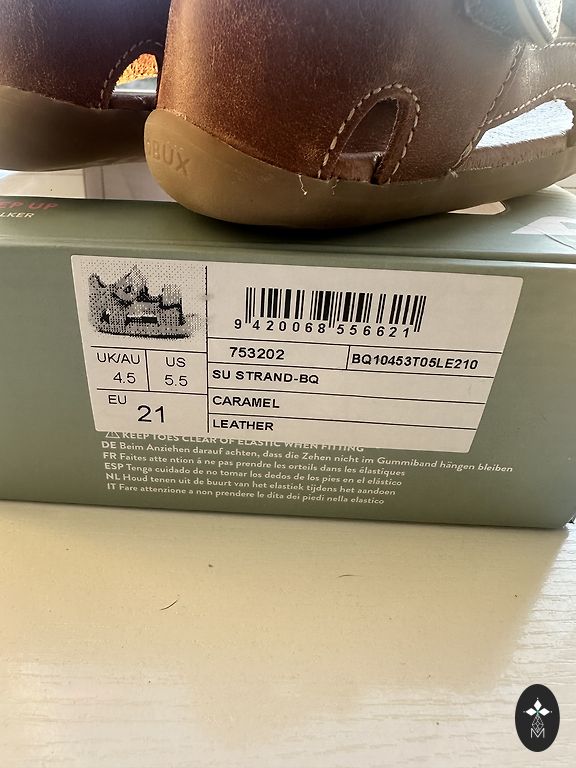 BUX
EP UP
LKER
9 420068 556621
753202
BQ10453T05LE210
UK/AU
4.5
US
5.5
EU
21
SU STRAND-BQ
CARAMEL
LEATHER
⚠ KEEP TOES CLEAR OF ELASTIC WHEN FITTING
DE Beim Anziehen darauf achten, dass die Zehen nicht im Gummiband hängen bleiben
FR Faites atte ntion à ne pas prendre les orteils dans les élastiques
ESP Tenga cuidado de no tomar los dedos de los pies en el elástico
NL Houd tenen uit de buurt van het elastiek tijdens het aandoen
IT Fare attenzione a non prendere le dita dei piedi nella elastico
M